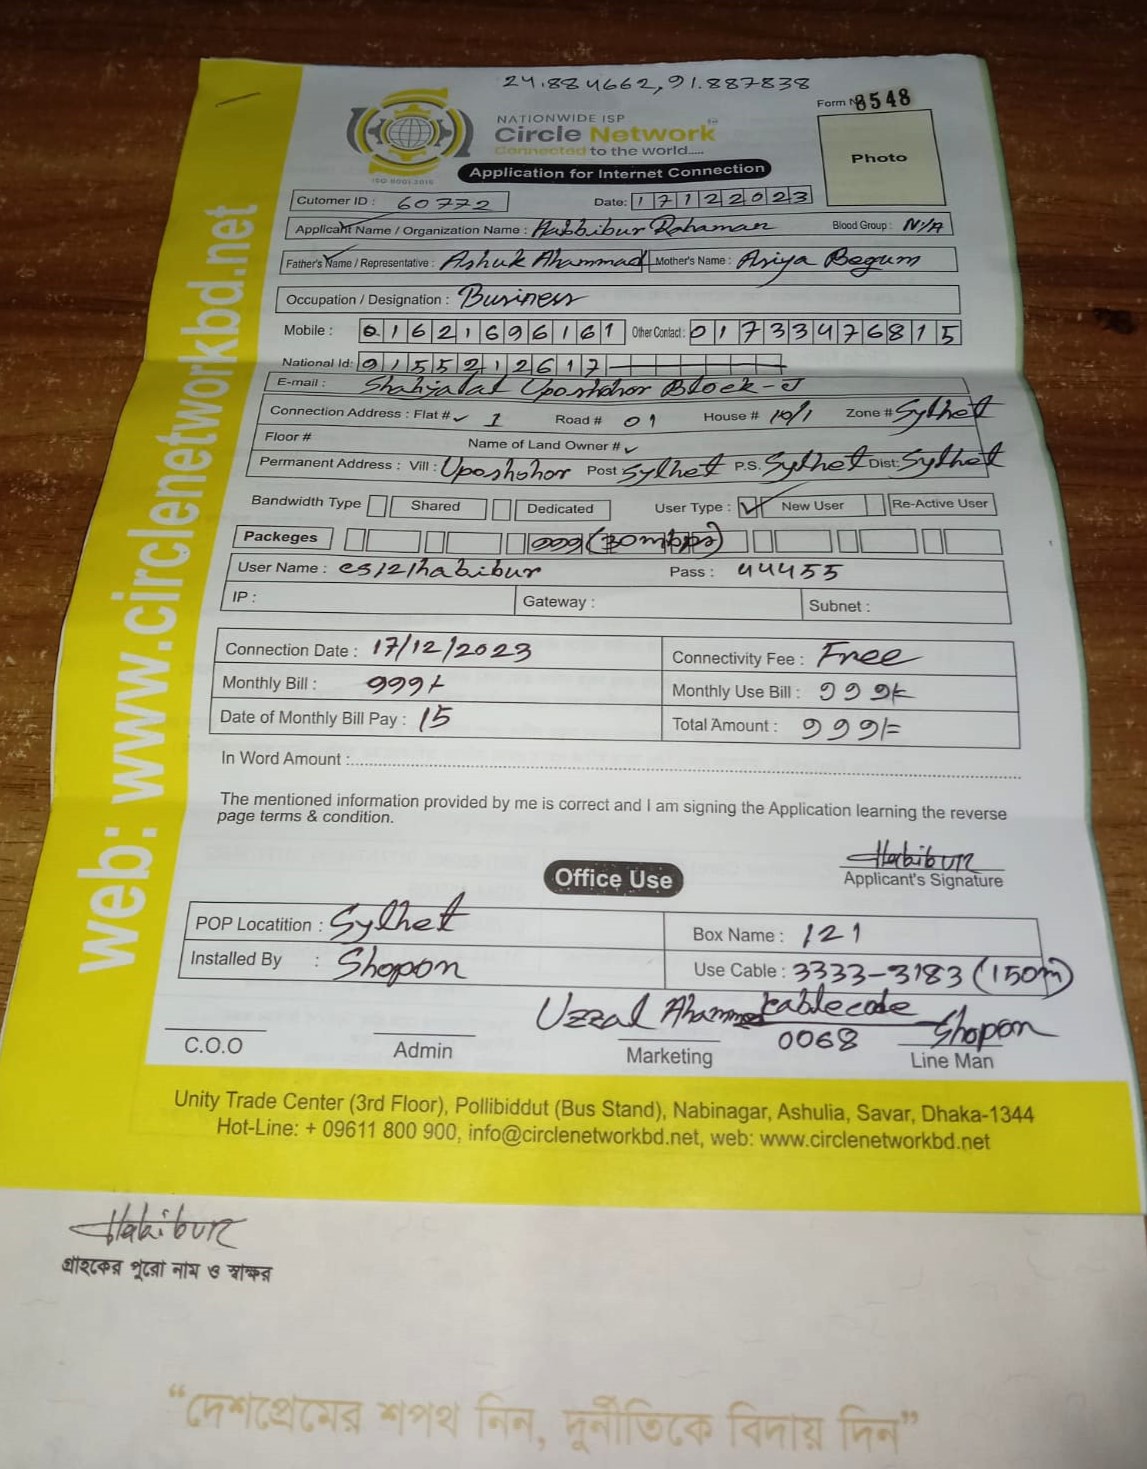 24.884662,91.887838
Form No 8548
NATIONWIDE ISP
Circle Network
Connected to the world.....
ISO 9001:2015
Photo
Application for Internet Connection
Cutomer ID : 60772 Date: 17122023
Applicant Name / Organization Name : Habbibur Rahaman Blood Group : N/A
Father's Name / Representative : Ashuk Ahammad Mother's Name : Asiya Begum
Occupation / Designation : Business
Mobile : 01621696161 Other Contact : 01733476815
National Id: 9155212617
E-mail : Shahjalal Uposhohor Block-J
Connection Address : Flat # 1 Road # 01 House # 10/1 Zone # Sylhet
Floor # Name of Land Owner #
Permanent Address : Vill : Uposhohor Post Sylhet P.S. Sylhet Dist: Sylhet
Bandwidth Type Shared Dedicated User Type : New User Re-Active User
Packeges 999 (30mbps)
User Name : es121habibur Pass : 44455
IP : Gateway : Subnet :
Connection Date : 17/12/2023 Connectivity Fee : Free
Monthly Bill : 999/- Monthly Use Bill : 999/=
Date of Monthly Bill Pay : 15 Total Amount : 999/=
In Word Amount :
The mentioned information provided by me is correct and I am signing the Application learning the reverse
page terms & condition.
Habibur
Applicant's Signature
Office Use
POP Locatition : Sylhet Box Name : 121
Installed By : Shopon Use Cable : 3333-3183 (150m)
Uzzal Ahammed cablecode Shopon
0068
C.O.O Admin Marketing Line Man
Unity Trade Center (3rd Floor), Pollibiddut (Bus Stand), Nabinagar, Ashulia, Savar, Dhaka-1344
Hot-Line: + 09611 800 900, info@circlenetworkbd.net, web: www.circlenetworkbd.net
web: www.circlenetworkbd.net
Habibur
গ্রাহকের পুরো নাম ও স্বাক্ষর
“দেশপ্রেমের শপথ নিন, দুর্নীতিকে বিদায় দিন”